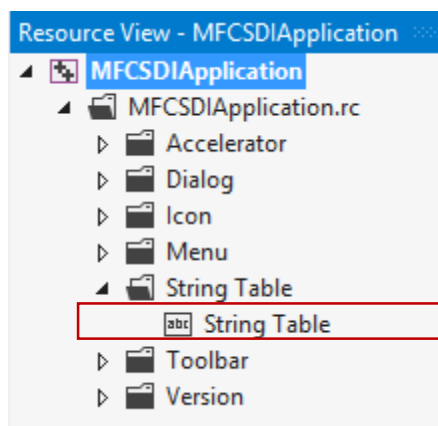 Resource View - MFCSDIApplication
MFCSDIApplication
MFCSDIApplication.rc
Accelerator
Dialog
Icon
Menu
String Table
abc String Table
Toolbar
Version